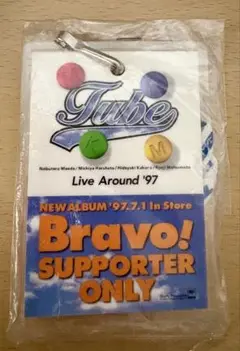 Tube
Nobuteru Maeda / Michiya Haruhata / Hideyuki Kakuno / Ryoji Matsumoto
Live Around '97
NEW ALBUM '97.7.1 In Store
Bravo!
SUPPORTER
ONLY